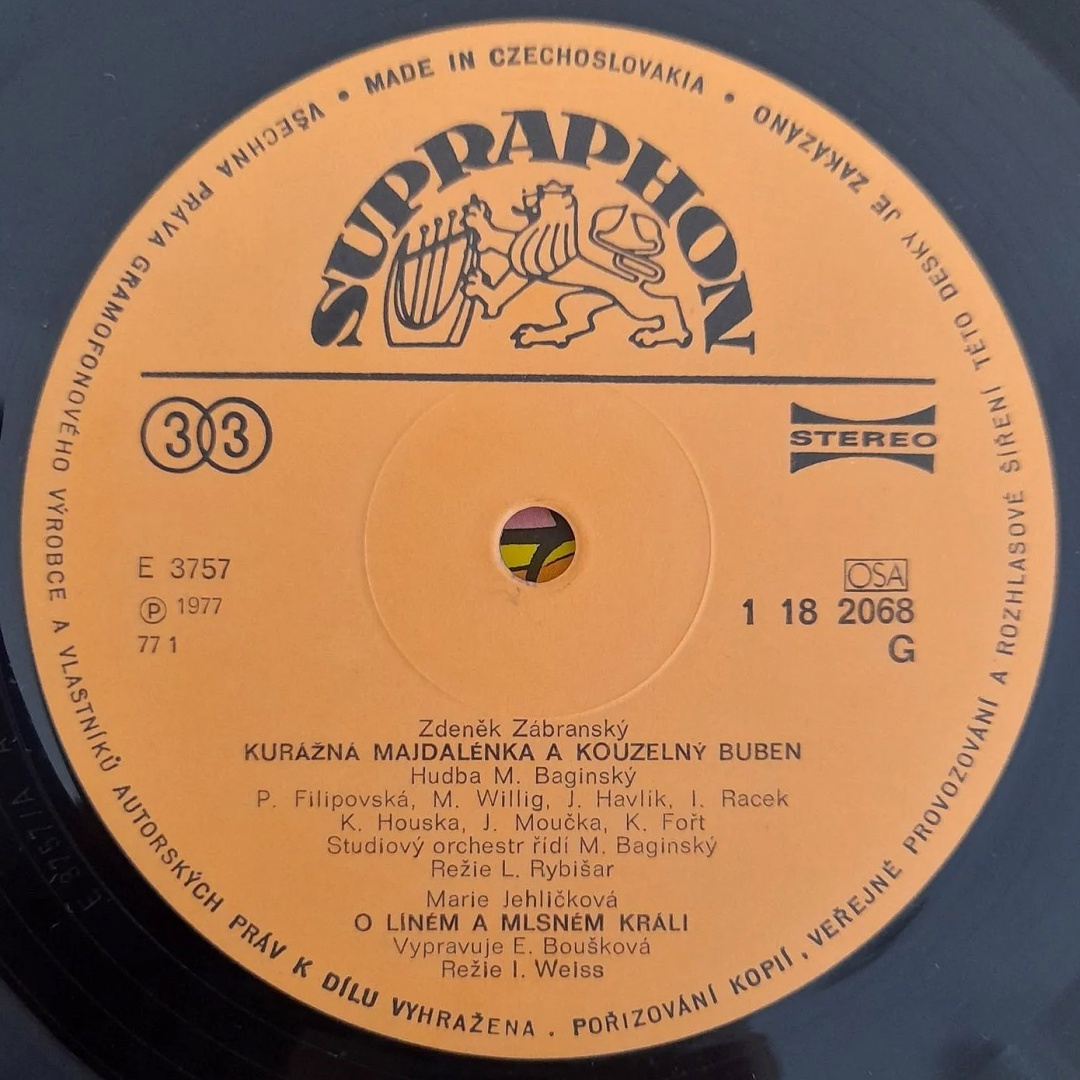 MADE IN CZECHOSLOVAKIA
VŠECHNA PRÁVA GRAMOFONOVÉHO VÝROBCE A VLASTNÍKŮ AUTORSKÝCH PRÁV K DÍLU VYHRAŽENA . POŘIZOVÁNÍ KOPIÍ, VEŘEJNÉ PROVOZOVÁNÍ A ROZHLASOVÉ ŠÍŘENÍ TÉTO DESKY JE ZAKÁZÁNO
SUPRAPHON
33
STEREO
E 3757
Ⓟ 1977
77 1
OSA
1 18 2068
G
Zdeněk Zábranský
KURÁŽNÁ MAJDALÉNKA A KOUZELNÝ BUBEN
Hudba M. Baginský
P. Filipovská, M. Willig, J. Havlík, I. Racek
K. Houska, J. Moučka, K. Fořt
Studiový orchestr řídí M. Baginský
Režie L. Rybišar
Marie Jehličková
O LÍNÉM A MLSNÉM KRÁLI
Vypravuje E. Boušková
Režie I. Weiss